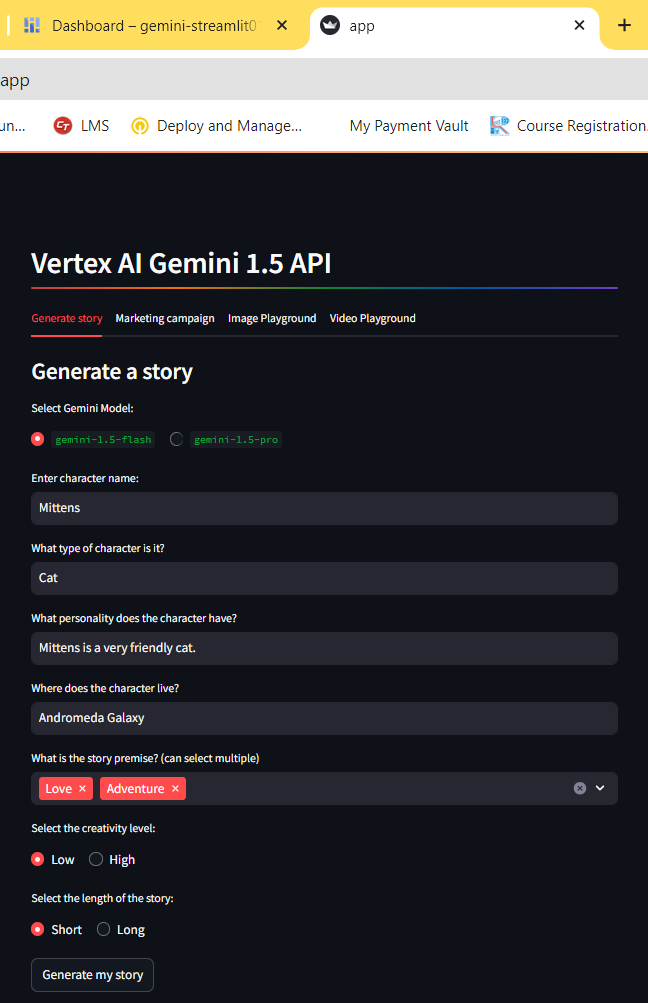 Dashboard – gemini-streamlit
app
app
un...
LMS
Deploy and Manage...
My Payment Vault
Course Registration.
Vertex AI Gemini 1.5 API
Generate story Marketing campaign Image Playground Video Playground
Generate a story
Select Gemini Model:
gemini-1.5-flash gemini-1.5-pro
Enter character name:
Mittens
What type of character is it?
Cat
What personality does the character have?
Mittens is a very friendly cat.
Where does the character live?
Andromeda Galaxy
What is the story premise? (can select multiple)
Love × Adventure ×
Select the creativity level:
Low High
Select the length of the story:
Short Long
Generate my story